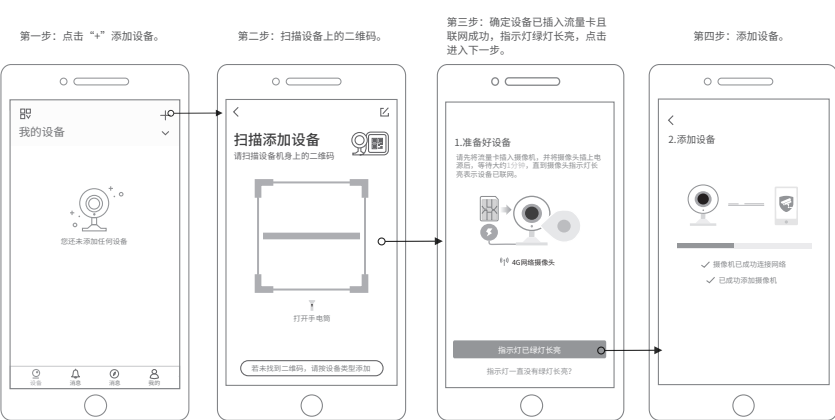 第一步：点击“+”添加设备。
第二步：扫描设备上的二维码。
第三步：确定设备已插入流量卡且
联网成功，指示灯绿灯长亮，点击
进入下一步。
第四步：添加设备。
我的设备
您还未添加任何设备
设备
消息
消息
我的
扫描添加设备
请扫描设备机身上的二维码
打开手电筒
若未找到二维码，请按设备类型添加
1.准备好设备
请先将流量卡插入摄像机，并将摄像头插上电
源后，等待大约1分钟，直到摄像头指示灯长
亮表示设备已联网。
4G网络摄像头
指示灯已绿灯长亮
指示灯一直没有绿灯长亮？
2.添加设备
摄像机已成功连接网络
已成功添加摄像机